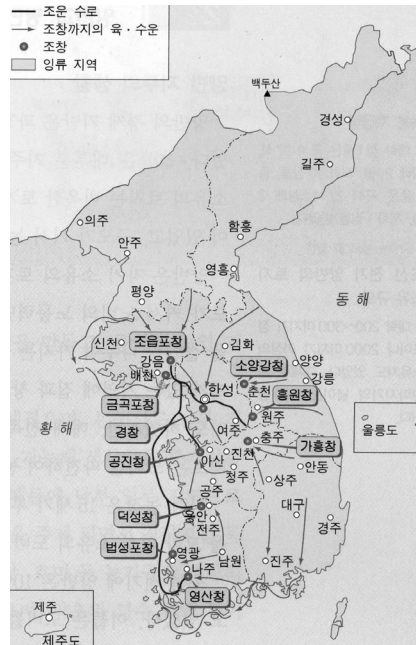 조운 수로
조창까지의 육·수운
조창
잉류 지역
백두산
경성
길주
의주
함흥
안주
영흥
평양
동해
신천
조읍포창
강음
배천
김화
소양강창
양양
춘천
강릉
금곡포창
한성
흥원창
원주
울릉도
황해
경창
여주
충주
가흥창
공진창
아산
진천
안동
청주
상주
공주
덕성창
용안
전주
대구
경주
법성포창
영광
남원
진주
나주
영산창
제주
제주도